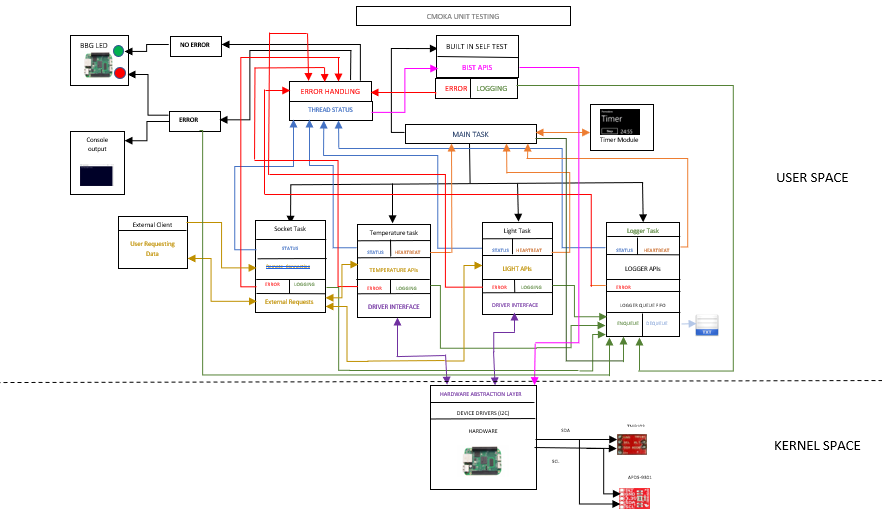 CMOKA UNIT TESTING
BBG LED
NO ERROR
ERROR
Console
output
BUILT IN SELF TEST
BIST APIS
ERROR
LOGGING
ERROR HANDLING
THREAD STATUS
MAIN TASK
Timer
24:55
Timer Module
USER SPACE
External Client
User Requesting
Data
Socket Task
STATUS
Remote Connection
ERROR
LOGGING
External Requests
Temperature task
STATUS
HEARTBEAT
TEMPERATURE APIs
ERROR
LOGGING
DRIVER INTERFACE
Light Task
STATUS
HEARTBEAT
LIGHT APIs
ERROR
LOGGING
DRIVER INTERFACE
Logger Task
STATUS
HEARTBEAT
LOGGER APIs
ERROR
LOGGER QUEUE FIFO
ENQUEUE
DEQUEUE
TEXT
HARDWARE ABSTRACTION LAYER
DEVICE DRIVERS (I2C)
HARDWARE
SDA
SCL
APDS-9301
KERNEL SPACE